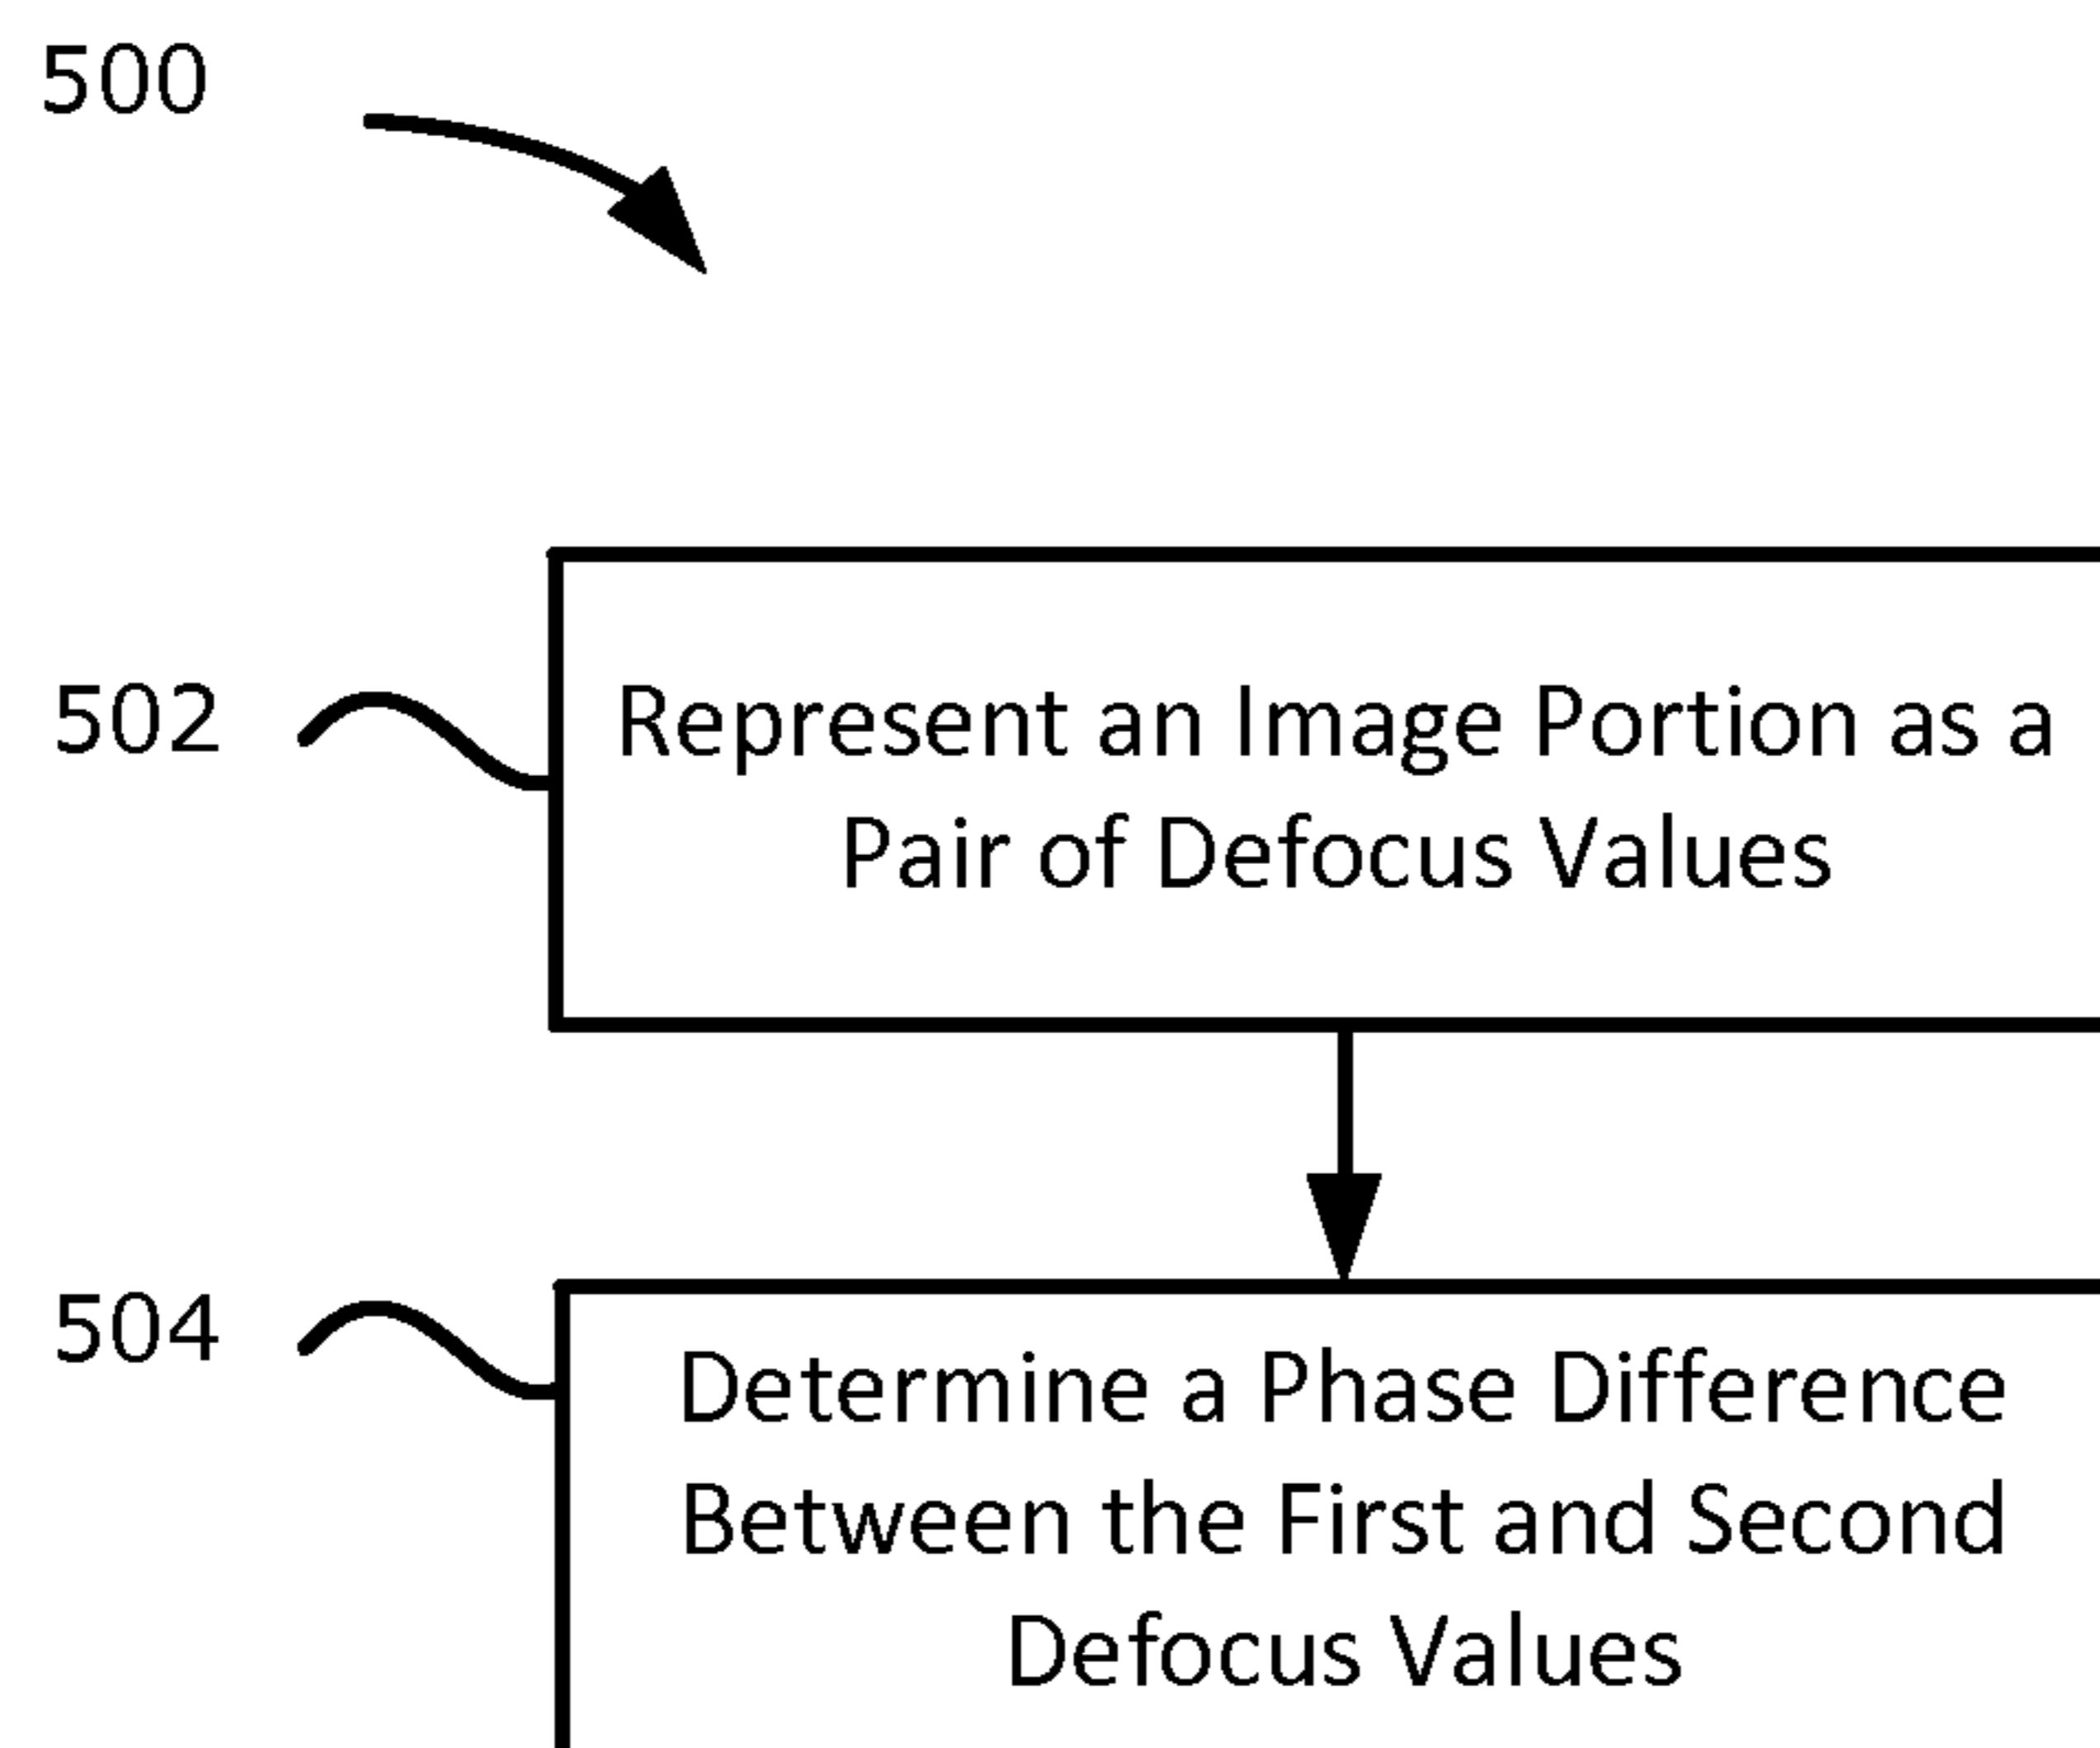 500
502
Represent an Image Portion as a
Pair of Defocus Values
504
Determine a Phase Difference
Between the First and Second
Defocus Values